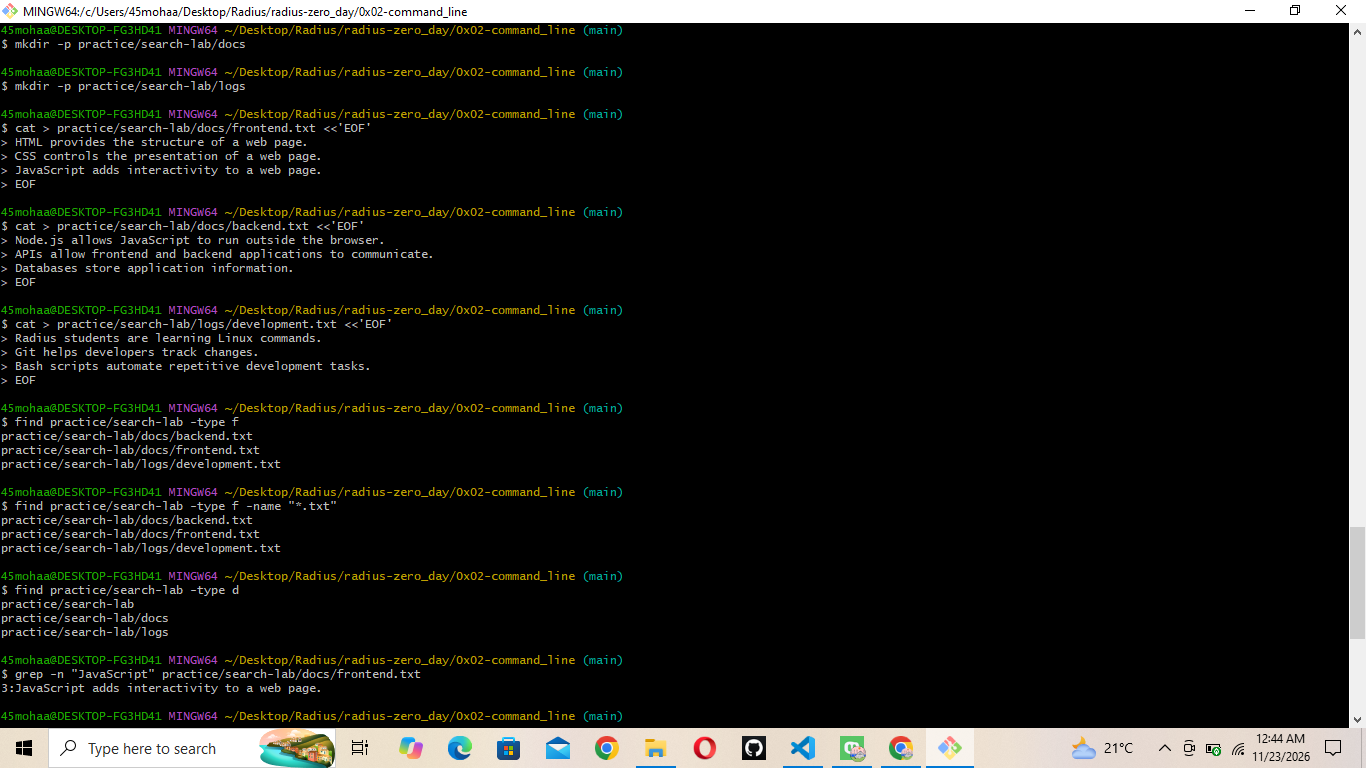 MINGW64:/c/Users/45mohaa/Desktop/Radius/radius-zero_day/0x02-command_line
45mohaa@DESKTOP-FG3HD41 MINGW64 ~/Desktop/Radius/radius-zero_day/0x02-command_line (main)
$ mkdir -p practice/search-lab/docs
45mohaa@DESKTOP-FG3HD41 MINGW64 ~/Desktop/Radius/radius-zero_day/0x02-command_line (main)
$ mkdir -p practice/search-lab/logs
45mohaa@DESKTOP-FG3HD41 MINGW64 ~/Desktop/Radius/radius-zero_day/0x02-command_line (main)
$ cat > practice/search-lab/docs/frontend.txt <<'EOF'
> HTML provides the structure of a web page.
> CSS controls the presentation of a web page.
> JavaScript adds interactivity to a web page.
> EOF
45mohaa@DESKTOP-FG3HD41 MINGW64 ~/Desktop/Radius/radius-zero_day/0x02-command_line (main)
$ cat > practice/search-lab/docs/backend.txt <<'EOF'
> Node.js allows JavaScript to run outside the browser.
> APIs allow frontend and backend applications to communicate.
> Databases store application information.
> EOF
45mohaa@DESKTOP-FG3HD41 MINGW64 ~/Desktop/Radius/radius-zero_day/0x02-command_line (main)
$ cat > practice/search-lab/logs/development.txt <<'EOF'
> Radius students are learning Linux commands.
> Git helps developers track changes.
> Bash scripts automate repetitive development tasks.
> EOF
45mohaa@DESKTOP-FG3HD41 MINGW64 ~/Desktop/Radius/radius-zero_day/0x02-command_line (main)
$ find practice/search-lab -type f
practice/search-lab/docs/backend.txt
practice/search-lab/docs/frontend.txt
practice/search-lab/logs/development.txt
45mohaa@DESKTOP-FG3HD41 MINGW64 ~/Desktop/Radius/radius-zero_day/0x02-command_line (main)
$ find practice/search-lab -type f -name "*.txt"
practice/search-lab/docs/backend.txt
practice/search-lab/docs/frontend.txt
practice/search-lab/logs/development.txt
45mohaa@DESKTOP-FG3HD41 MINGW64 ~/Desktop/Radius/radius-zero_day/0x02-command_line (main)
$ find practice/search-lab -type d
practice/search-lab
practice/search-lab/docs
practice/search-lab/logs
45mohaa@DESKTOP-FG3HD41 MINGW64 ~/Desktop/Radius/radius-zero_day/0x02-command_line (main)
$ grep -n "JavaScript" practice/search-lab/docs/frontend.txt
3:JavaScript adds interactivity to a web page.
45mohaa@DESKTOP-FG3HD41 MINGW64 ~/Desktop/Radius/radius-zero_day/0x02-command_line (main)
Type here to search
21°C
12:44 AM
11/23/2026